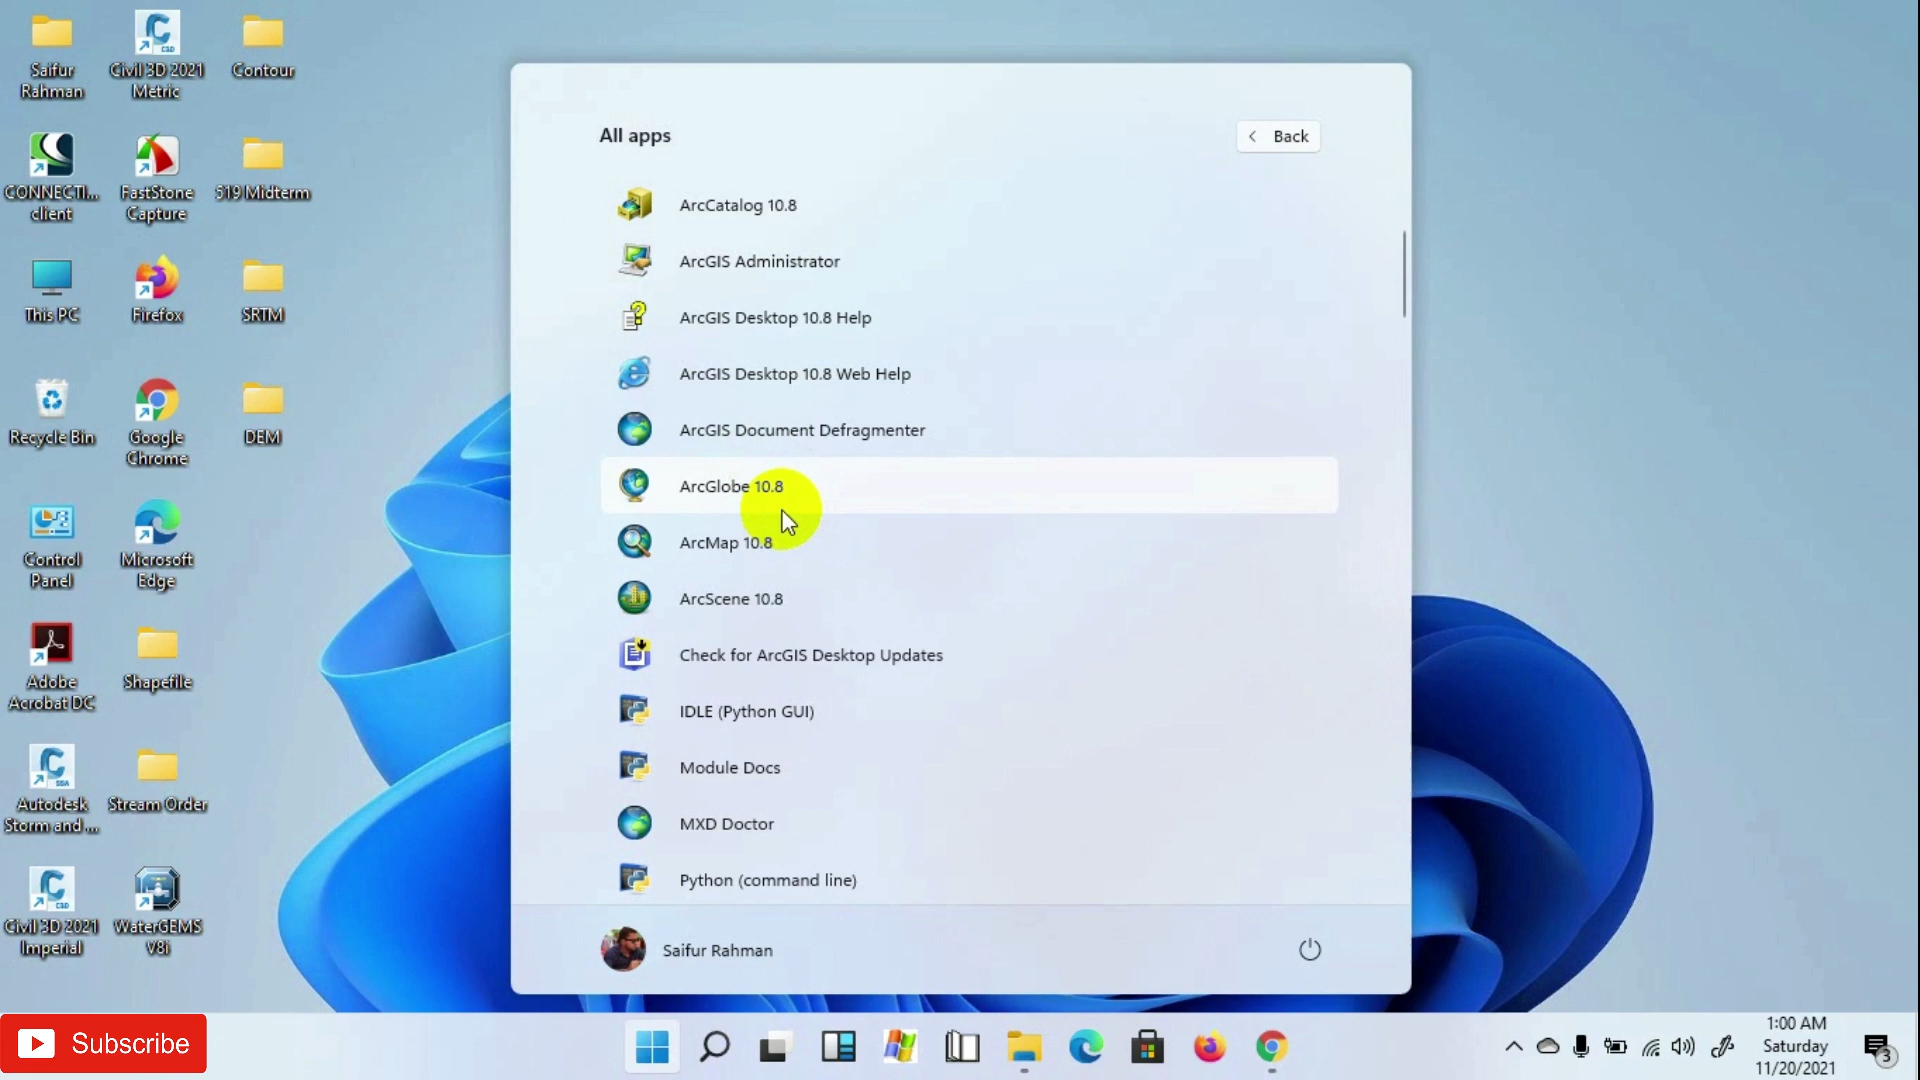 Saifur
Rahman
Civil 3D 2021
Metric
Contour
CONNECTI...
client
FastStone
Capture
519 Midterm
This PC
Firefox
SRTM
Recycle Bin
Google
Chrome
DEM
Control
Panel
Microsoft
Edge
Adobe
Acrobat DC
Shapefile
Autodesk
Storm and ...
Stream Order
Civil 3D 2021
Imperial
WaterGEMS
V8i
All apps
Back
ArcCatalog 10.8
ArcGIS Administrator
ArcGIS Desktop 10.8 Help
ArcGIS Desktop 10.8 Web Help
ArcGIS Document Defragmenter
ArcGlobe 10.8
ArcMap 10.8
ArcScene 10.8
Check for ArcGIS Desktop Updates
IDLE (Python GUI)
Module Docs
MXD Doctor
Python (command line)
Saifur Rahman
Subscribe
1:00 AM
Saturday
11/20/2021
3